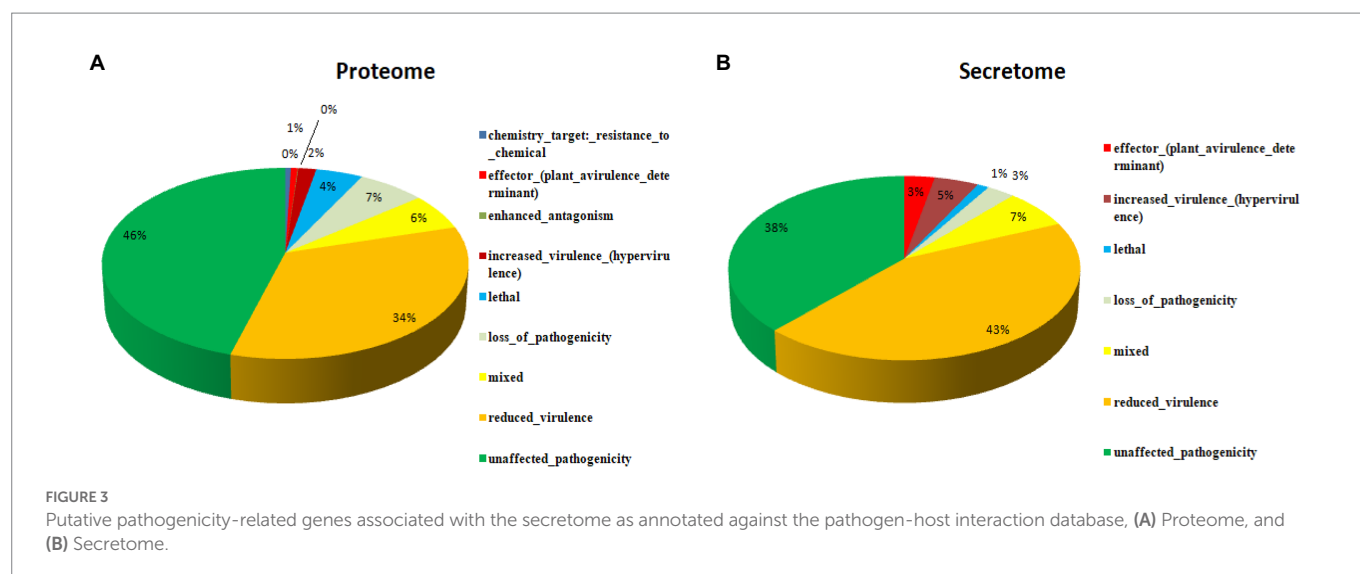 A
Proteome
0%
1%
0%
2%
4%
7%
6%
34%
46%
chemistry_target:_resistance_to
_chemical
effector_(plant_avirulence_dete
rminant)
enhanced_antagonism
increased_virulence_(hyperviru
lence)
lethal
loss_of_pathogenicity
mixed
reduced_virulence
unaffected_pathogenicity
B
Secretome
3%
5%
1%
3%
7%
43%
38%
effector_(plant_avirulence_dete
rminant)
increased_virulence_(hypervirul
ence)
lethal
loss_of_pathogenicity
mixed
reduced_virulence
unaffected_pathogenicity
FIGURE 3
Putative pathogenicity-related genes associated with the secretome as annotated against the pathogen-host interaction database, (A) Proteome, and
(B) Secretome.